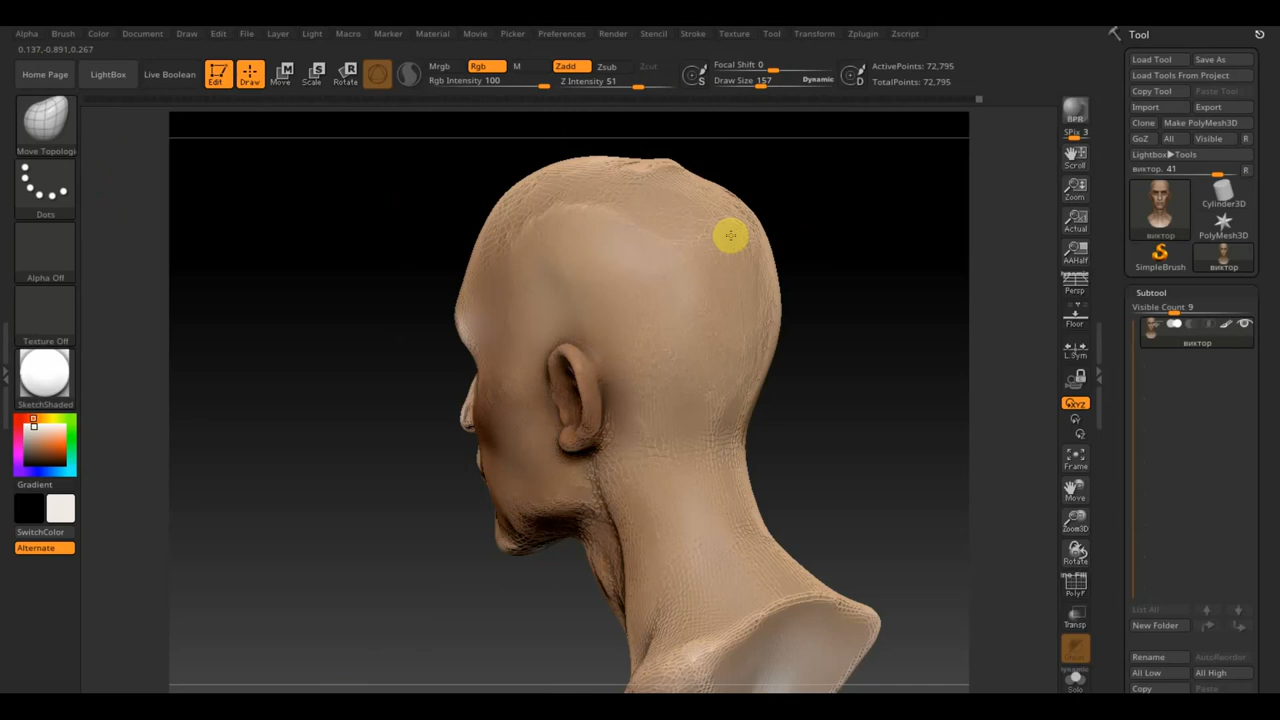 Alpha Brush Color Document Draw Edit File Layer Light Macro Marker Material Movie Picker Preferences Render Stencil Stroke Texture Tool Transform Zplugin Zscript
0.137,-0.891,0.267
Home Page
LightBox
Live Boolean
Edit
Draw
Move
Scale
Rotate
Mrgb Rgb M
Rgb Intensity 100
Zadd Zsub Zcut
Z Intensity 51
S
Focal Shift 0
Draw Size 157 Dynamic
D
ActivePoints: 72,795
TotalPoints: 72,795
Move Topologi
Dots
Alpha Off
Texture Off
SketchShaded
Gradient
SwitchColor
Alternate
BPR
SPix 3
Scroll
Zoom
Actual
AAHalf
Dynamic
Persp
Floor
L.Sym
XYZ
Y
Z
Frame
Move
Zoom3D
Rotate
PolyF
Transp
Dynamic
Solo
Tool
Load Tool Save As
Load Tools From Project
Copy Tool Paste Tool
Import Export
Clone Make PolyMesh3D
GoZ All Visible R
Lightbox▶Tools
виктор. 41 R
виктор
Cylinder3D
PolyMesh3D
SimpleBrush
виктор
Subtool
Visible Count 9
виктор
List All
New Folder
Rename AutoReorder
All Low All High
Copy Paste